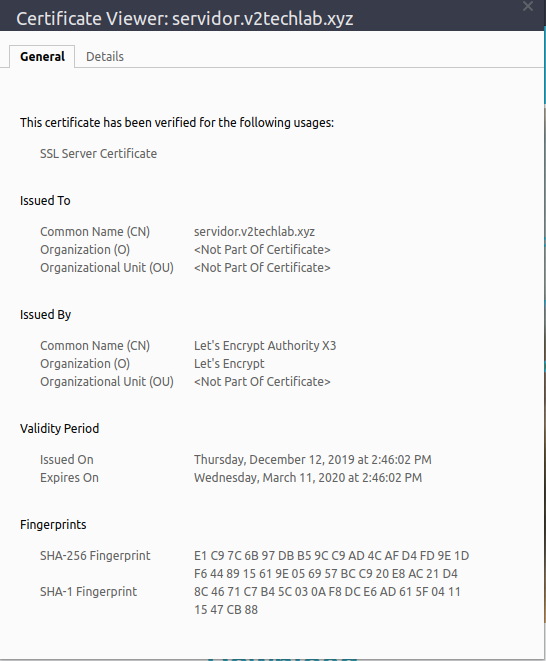 Certificate Viewer: servidor.v2techlab.xyz
General Details
This certificate has been verified for the following usages:
SSL Server Certificate
Issued To
Common Name (CN) servidor.v2techlab.xyz
Organization (O) <Not Part Of Certificate>
Organizational Unit (OU) <Not Part Of Certificate>
Issued By
Common Name (CN) Let's Encrypt Authority X3
Organization (O) Let's Encrypt
Organizational Unit (OU) <Not Part Of Certificate>
Validity Period
Issued On Thursday, December 12, 2019 at 2:46:02 PM
Expires On Wednesday, March 11, 2020 at 2:46:02 PM
Fingerprints
SHA-256 Fingerprint E1 C9 7C 6B 97 DB B5 9C C9 AD 4C AF D4 FD 9E 1D
F6 44 89 15 61 9E 05 69 57 BC C9 20 E8 AC 21 D4
SHA-1 Fingerprint 8C 46 71 C7 B4 5C 03 0A F8 DC E6 AD 61 5F 04 11
15 47 CB 88